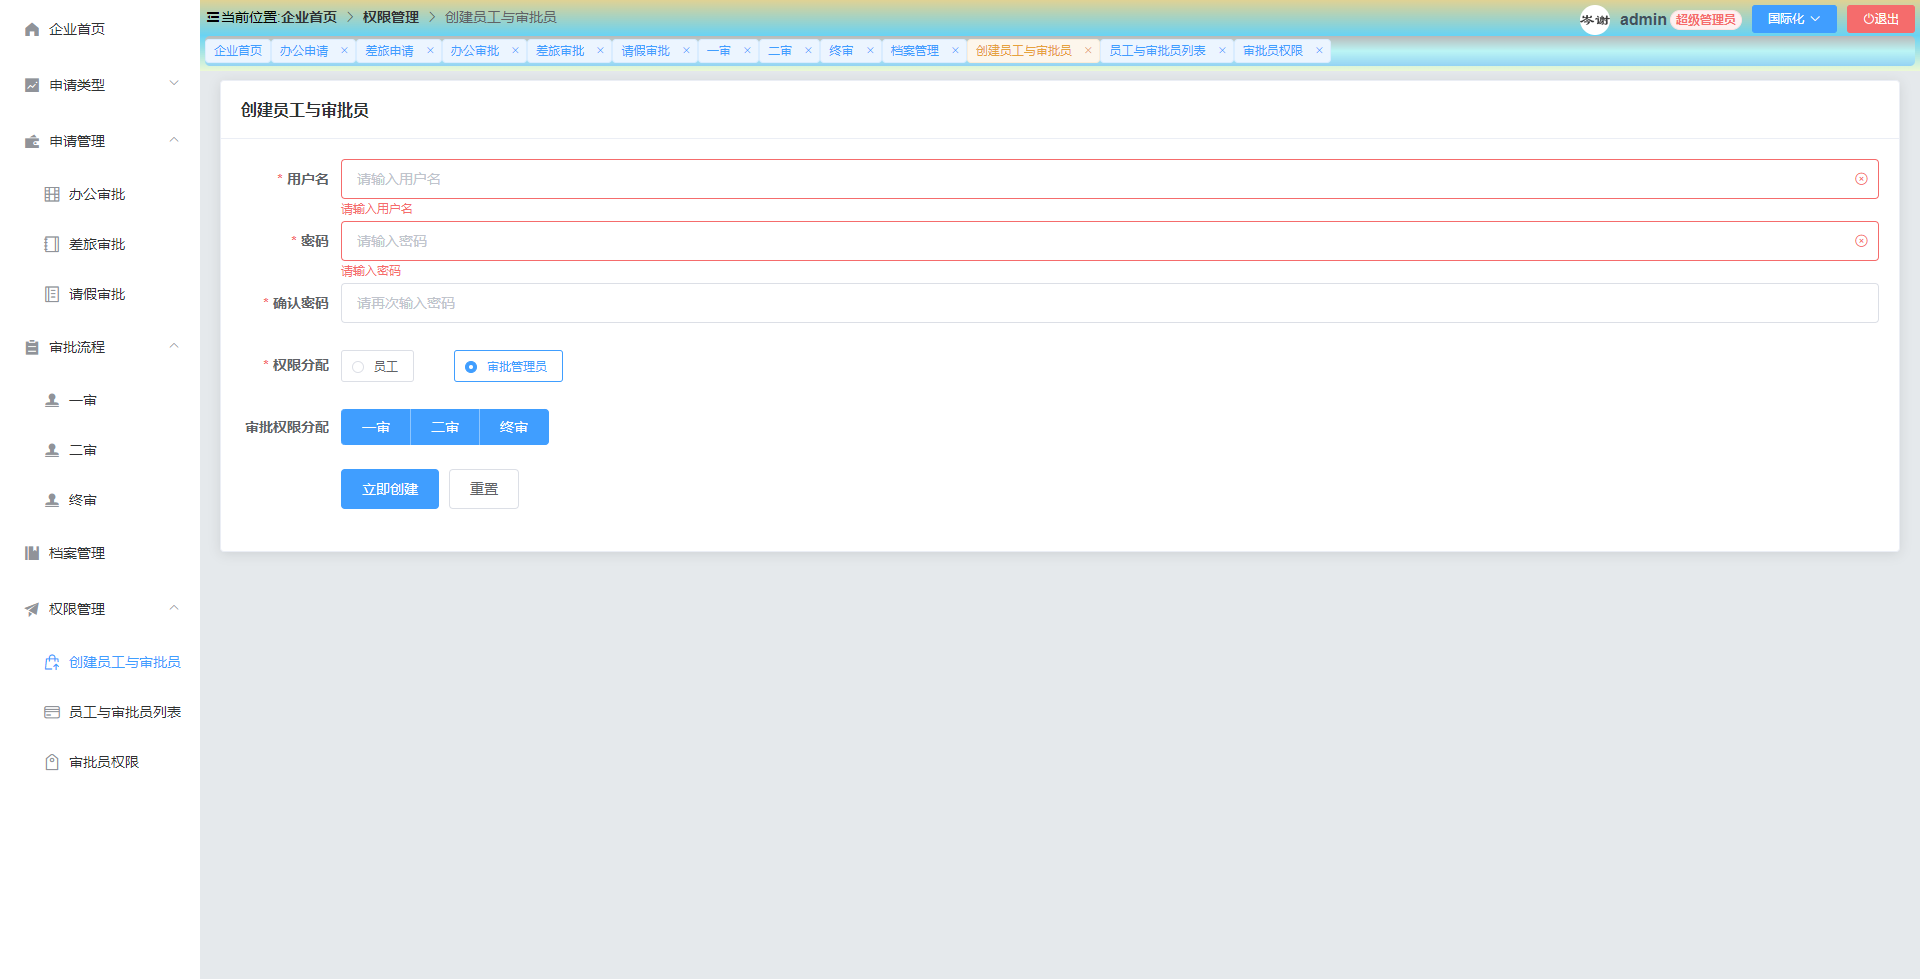 企业首页
申请类型
申请管理
办公审批
差旅审批
请假审批
审批流程
一审
二审
终审
档案管理
权限管理
创建员工与审批员
员工与审批员列表
审批员权限
当前位置:企业首页 权限管理 创建员工与审批员
岑谢 admin 超级管理员 国际化 退出
企业首页 办公申请 差旅申请 办公审批 差旅审批 请假审批 一审 二审 终审 档案管理 创建员工与审批员 员工与审批员列表 审批员权限
创建员工与审批员
* 用户名 请输入用户名
请输入用户名
* 密码 请输入密码
请输入密码
* 确认密码 请再次输入密码
* 权限分配 员工 审批管理员
审批权限分配 一审 二审 终审
立即创建 重置